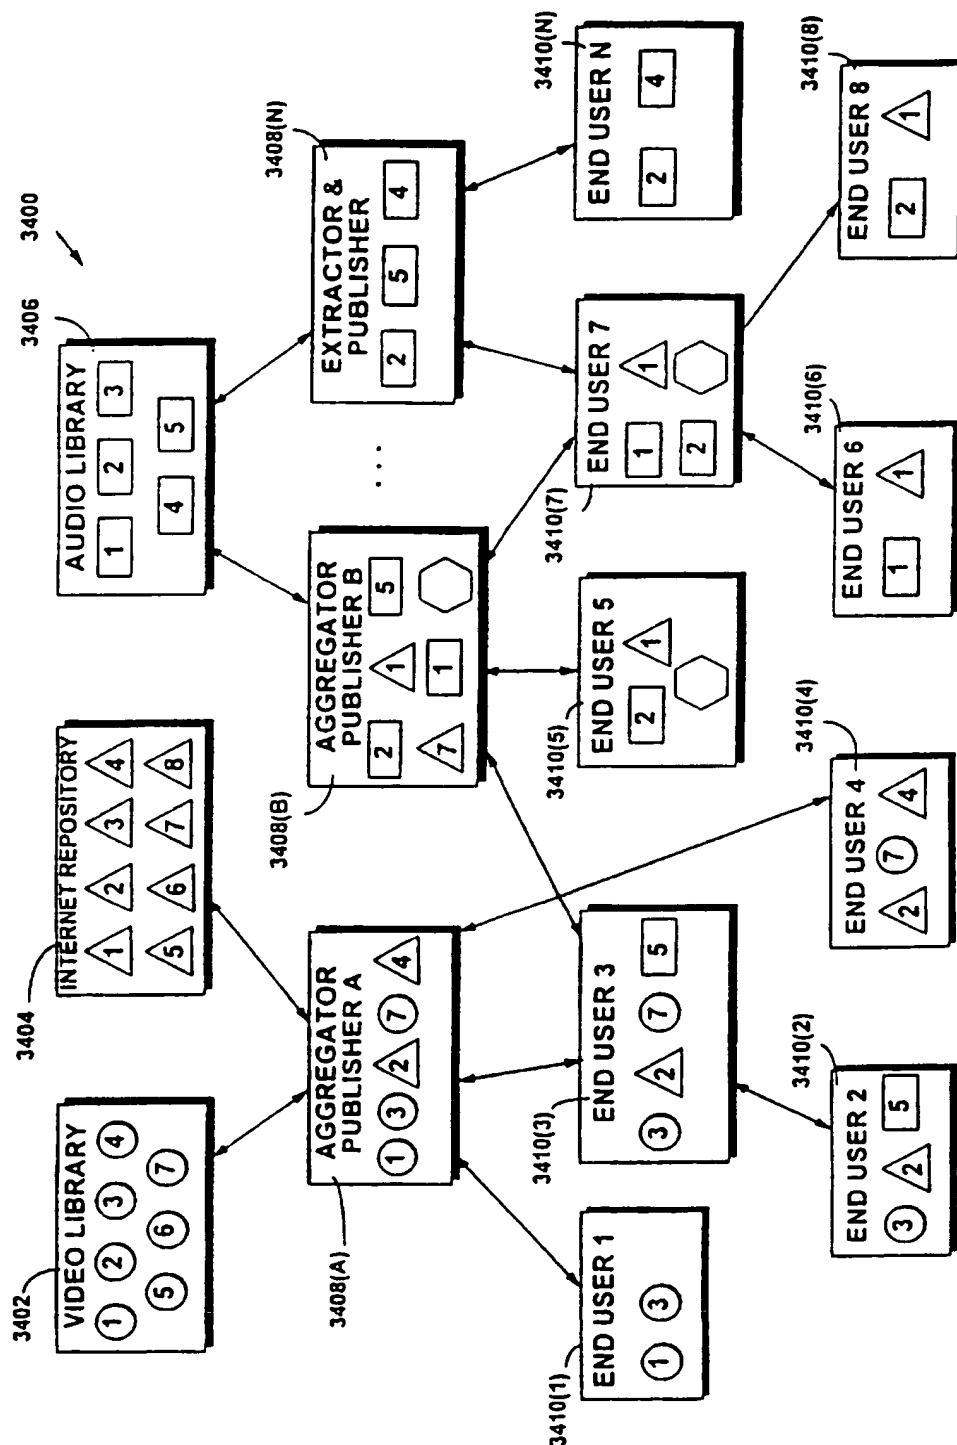 3400
3402
VIDEO LIBRARY
1 2 3 4
5 6 7
3404
INTERNET REPOSITORY
1 2 3 4
5 6 7 8
3406
AUDIO LIBRARY
1 2 3
4 5
3408(A)
AGGREGATOR
PUBLISHER A
1 3 2 7 4
3408(B)
AGGREGATOR
PUBLISHER B
2 1 5
7 1
...
3408(N)
EXTRACTOR &
PUBLISHER
2 5 4
3410(1)
END USER 1
1 3
3410(3)
END USER 3
3 2 7 5
3410(5)
END USER 5
2 1
3410(7)
END USER 7
1 1
2
3410(N)
END USER N
2 4
3410(2)
END USER 2
3 2 5
3410(4)
END USER 4
2 7 4
3410(6)
END USER 6
1 1
3410(8)
END USER 8
2 1